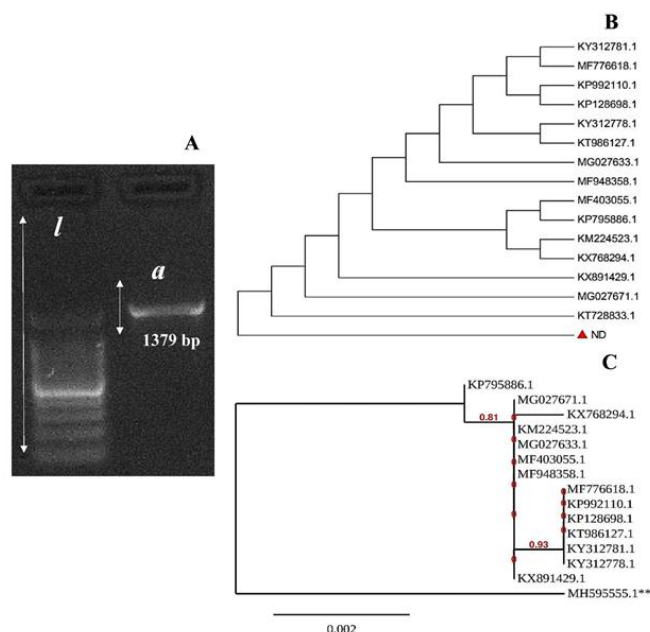 A
l
a
1379 bp
B
KY312781.1
MF776618.1
KP992110.1
KP128698.1
KY312778.1
KT986127.1
MG027633.1
MF948358.1
MF403055.1
KP795886.1
KM224523.1
KX768294.1
KX891429.1
MG027671.1
KT728833.1
ND
C
KP795886.1
MG027671.1
0.81
KX768294.1
KM224523.1
MG027633.1
MF403055.1
MF948358.1
MF776618.1
KP992110.1
KP128698.1
KT986127.1
0.93
KY312781.1
KY312778.1
KX891429.1
MH595555.1**
0.002